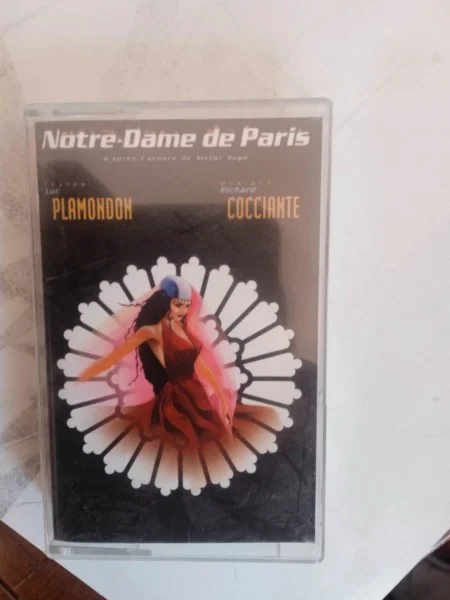 Notre-Dame de Paris
d'après l'oeuvre de Victor Hugo
TEXTES MUSIQUE
Luc Richard
PLAMONDON COCCIANTE